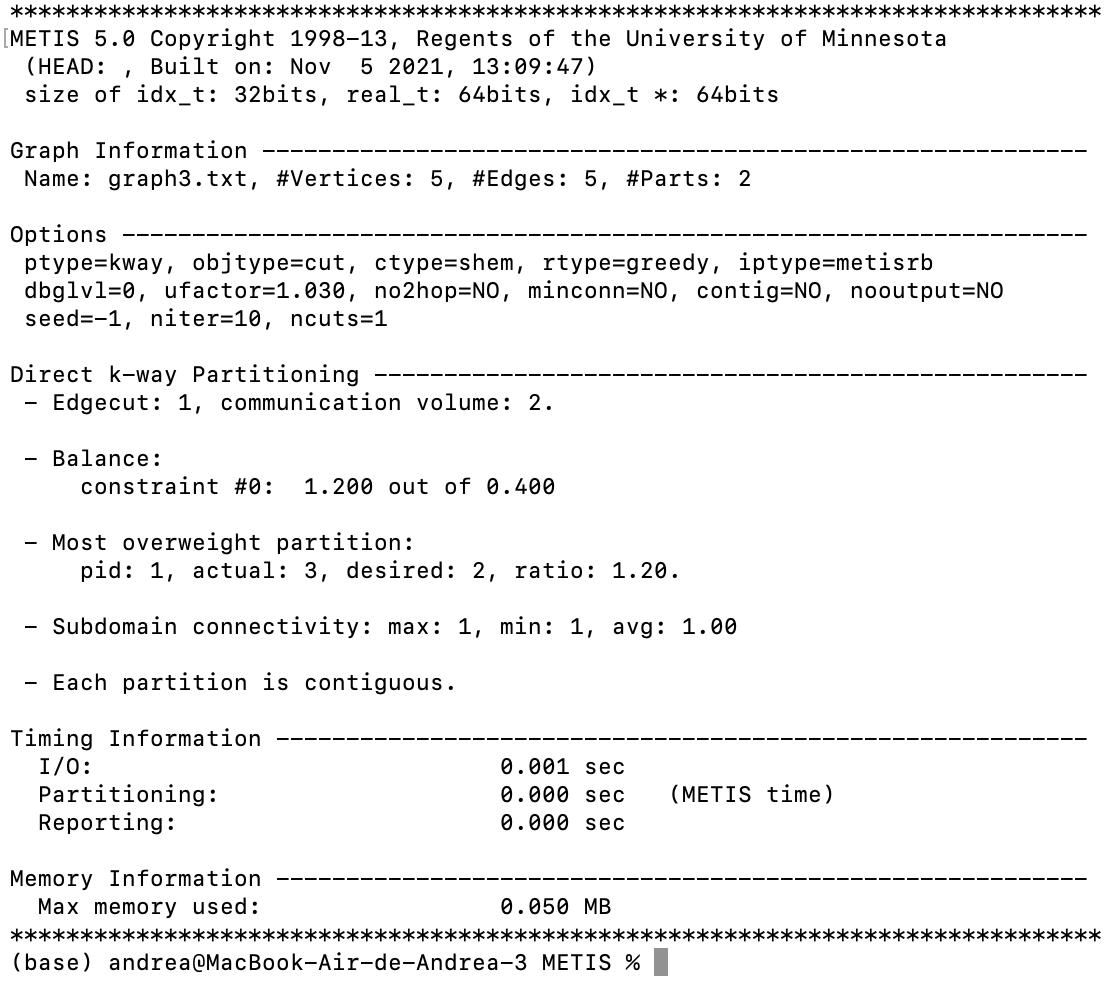 ******************************************************************************
METIS 5.0 Copyright 1998-13, Regents of the University of Minnesota
(HEAD: , Built on: Nov  5 2021, 13:09:47)
size of idx_t: 32bits, real_t: 64bits, idx_t *: 64bits
Graph Information -----------------------------------------------------------
Name: graph3.txt, #Vertices: 5, #Edges: 5, #Parts: 2
Options ---------------------------------------------------------------------
ptype=kway, objtype=cut, ctype=shem, rtype=greedy, iptype=metisrb
dbglvl=0, ufactor=1.030, no2hop=NO, minconn=NO, contig=NO, nooutput=NO
seed=-1, niter=10, ncuts=1
Direct k-way Partitioning ---------------------------------------------------
- Edgecut: 1, communication volume: 2.
- Balance:
constraint #0:  1.200 out of 0.400
- Most overweight partition:
pid: 1, actual: 3, desired: 2, ratio: 1.20.
- Subdomain connectivity: max: 1, min: 1, avg: 1.00
- Each partition is contiguous.
Timing Information ----------------------------------------------------------
I/O:                             0.001 sec
Partitioning:                    0.000 sec   (METIS time)
Reporting:                       0.000 sec
Memory Information ----------------------------------------------------------
Max memory used:                 0.050 MB
******************************************************************************
(base) andrea@MacBook-Air-de-Andrea-3 METIS %